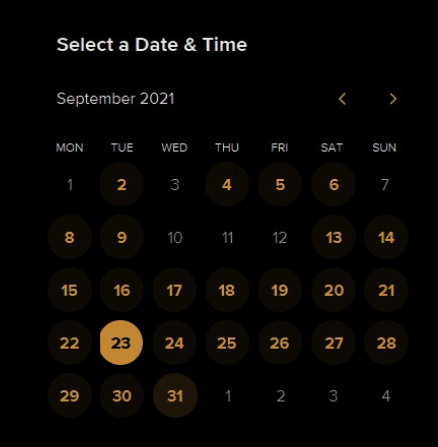 Select a Date & Time
September 2021
MON TUE WED THU FRI SAT SUN
1 2 3 4 5 6 7
8 9 10 11 12 13 14
15 16 17 18 19 20 21
22 23 24 25 26 27 28
29 30 31 1 2 3 4